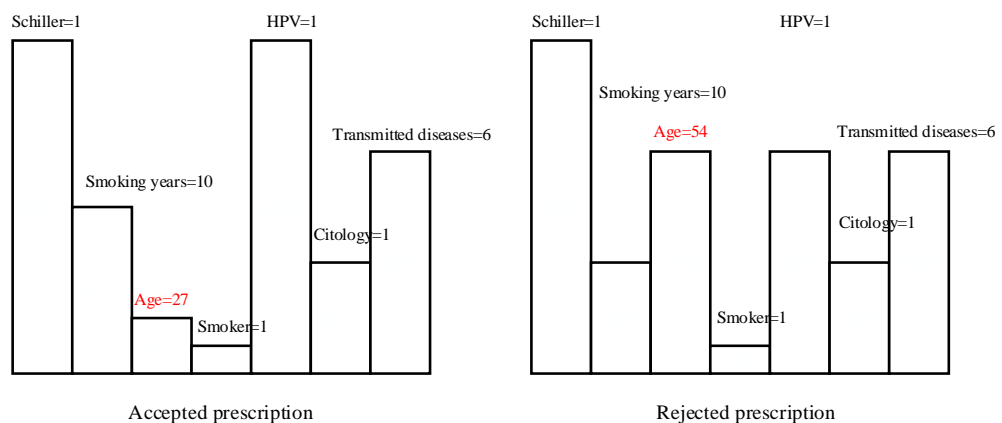 Schiller=1
HPV=1
Transmitted diseases=6
Smoking years=10
Citology=1
Age=27
Smoker=1
Accepted prescription
Schiller=1
HPV=1
Smoking years=10
Age=54
Transmitted diseases=6
Citology=1
Smoker=1
Rejected prescription